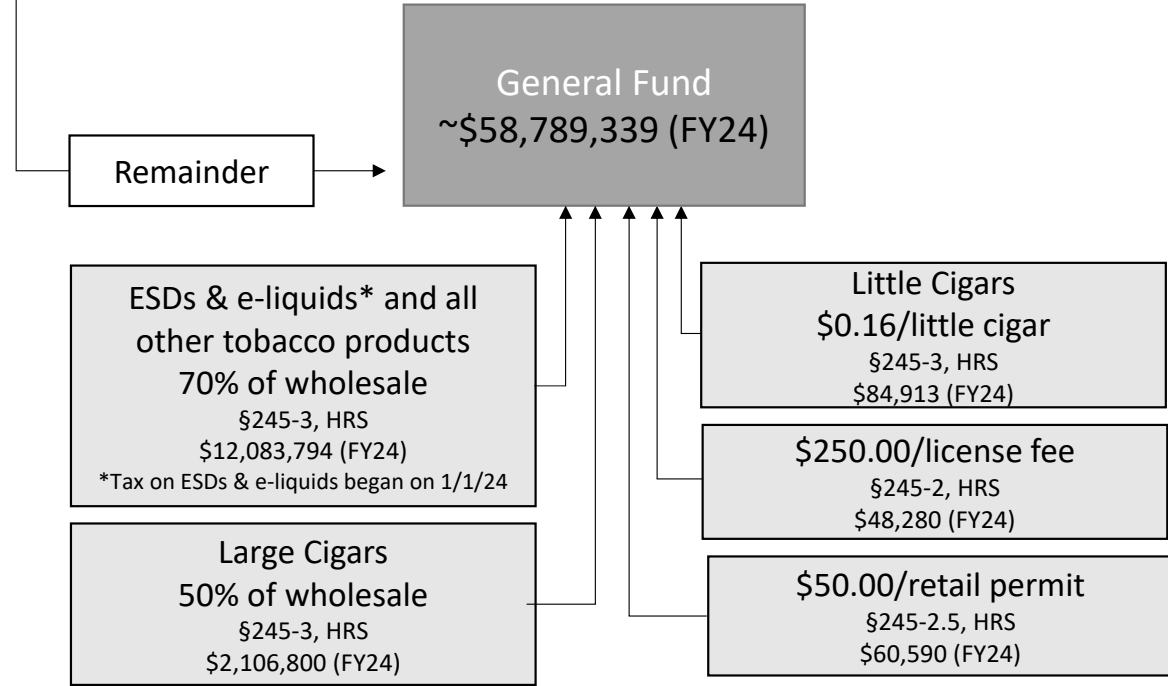 General Fund
~$58,789,339 (FY24)
Remainder
ESDs & e-liquids* and all
other tobacco products
70% of wholesale
§245-3, HRS
$12,083,794 (FY24)
*Tax on ESDs & e-liquids began on 1/1/24
Large Cigars
50% of wholesale
§245-3, HRS
$2,106,800 (FY24)
Little Cigars
$0.16/little cigar
§245-3, HRS
$84,913 (FY24)
$250.00/license fee
§245-2, HRS
$48,280 (FY24)
$50.00/retail permit
§245-2.5, HRS
$60,590 (FY24)